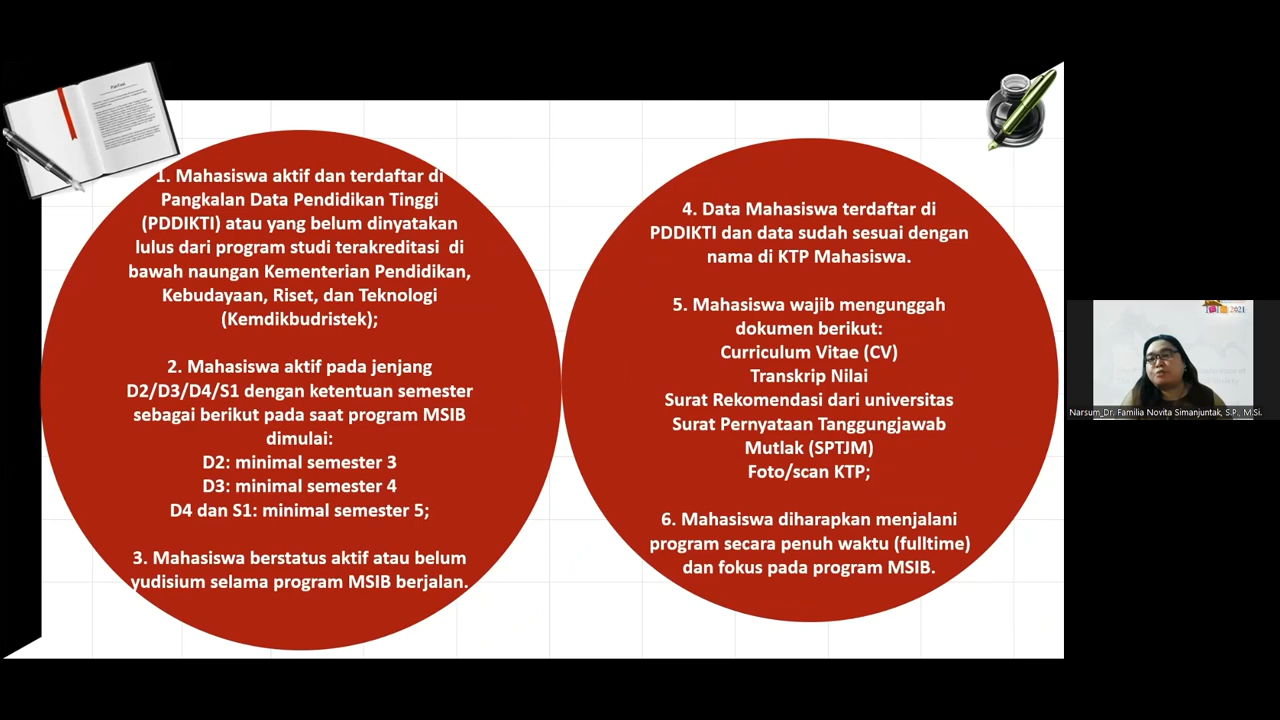 1. Mahasiswa aktif dan terdaftar di
Pangkalan Data Pendidikan Tinggi
(PDDIKTI) atau yang belum dinyatakan
lulus dari program studi terakreditasi di
bawah naungan Kementerian Pendidikan,
Kebudayaan, Riset, dan Teknologi
(Kemdikbudristek);
2. Mahasiswa aktif pada jenjang
D2/D3/D4/S1 dengan ketentuan semester
sebagai berikut pada saat program MSIB
dimulai:
D2: minimal semester 3
D3: minimal semester 4
D4 dan S1: minimal semester 5;
3. Mahasiswa berstatus aktif atau belum
yudisium selama program MSIB berjalan.
4. Data Mahasiswa terdaftar di
PDDIKTI dan data sudah sesuai dengan
nama di KTP Mahasiswa.
5. Mahasiswa wajib mengunggah
dokumen berikut:
Curriculum Vitae (CV)
Transkrip Nilai
Surat Rekomendasi dari universitas
Surat Pernyataan Tanggungjawab
Mutlak (SPTJM)
Foto/scan KTP;
6. Mahasiswa diharapkan menjalani
program secara penuh waktu (fulltime)
dan fokus pada program MSIB.
2021
Narsum_Dr. Familia Novita Simanjuntak, S.P., M.Si.